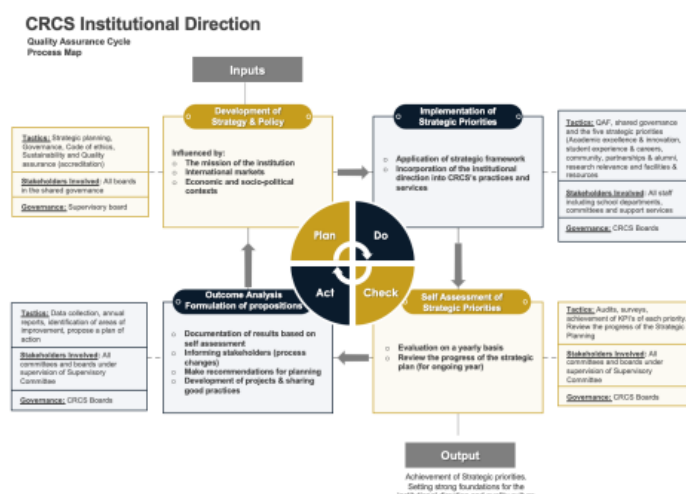 CRCS Institutional Direction
Quality Assurance Cycle
Process Map
Inputs
Development of
Strategy & Policy
Influenced by:
o The mission of the institution
o International markets
o Economic and socio-political
contexts
Tactics: Strategic planning,
Governance, Code of ethics,
Sustainability and Quality
assurance (accreditation)
Stakeholders Involved: All boards
in the shared governance
Governance: Supervisory board
Implementation of
Strategic Priorities
o Application of strategic framework
o Incorporation of the institutional
direction into CRCS's practices and
services
Tactics: QAF, shared governance
and the five strategic priorities
(Academic excellence & innovation,
student experience & careers,
community, partnerships & alumni,
research relevance and facilities &
resources
Stakeholders Involved: All staff
including school departments,
committees and support services
Governance: CRCS Boards
Plan
Do
Act
Check
Outcome Analysis
Formulation of propositions
o Documentation of results based on
self assessment
o Informing stakeholders (process
changes)
o Make recommendations for planning
o Development of projects & sharing
good practices
Tactics: Data collection, annual
reports, identification of areas of
improvement, propose a plan of
action
Stakeholders Involved: All
committees and boards under
supervision of Supervisory
Committee
Governance: CRCS Boards
Self Assessment of
Strategic Priorities
o Evaluation on a yearly basis
o Review the progress of the strategic
plan (for ongoing year)
Tactics: Audits, surveys,
achievement of KPI's of each priority.
Review the progress of the Strategic
Planning
Stakeholders Involved: All
committees and boards under
supervision of Supervisory
Committee
Governance: CRCS Boards
Output
Achievement of Strategic priorities.
Setting strong foundations for the